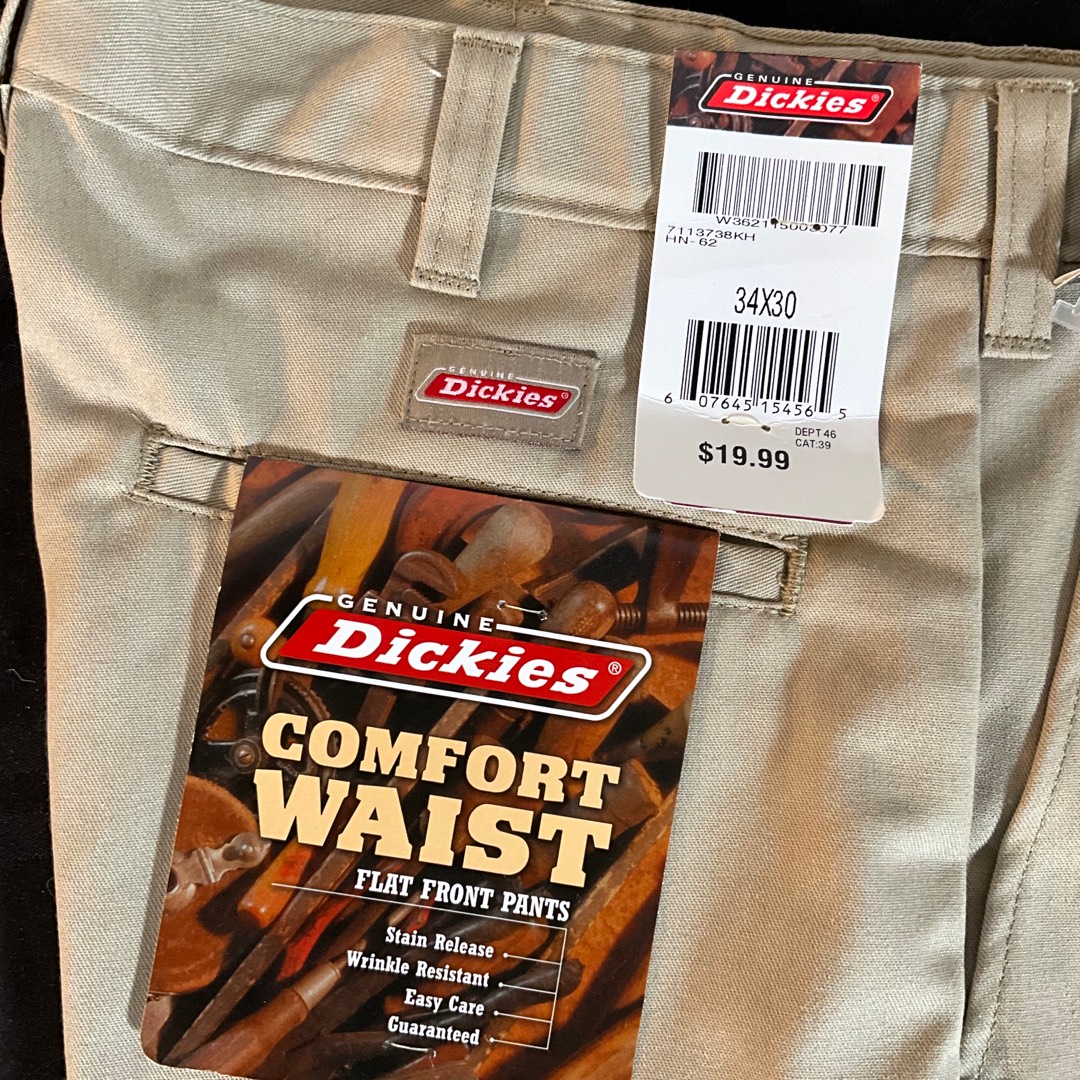 GENUINE
Dickies®
W362115003077
7113738KH
HN-62
34X30
6 07645 15456 5
DEPT 46
CAT:39
$19.99
GENUINE
Dickies®
GENUINE
Dickies®
COMFORT
WAIST
FLAT FRONT PANTS
Stain Release
Wrinkle Resistant
Easy Care
Guaranteed